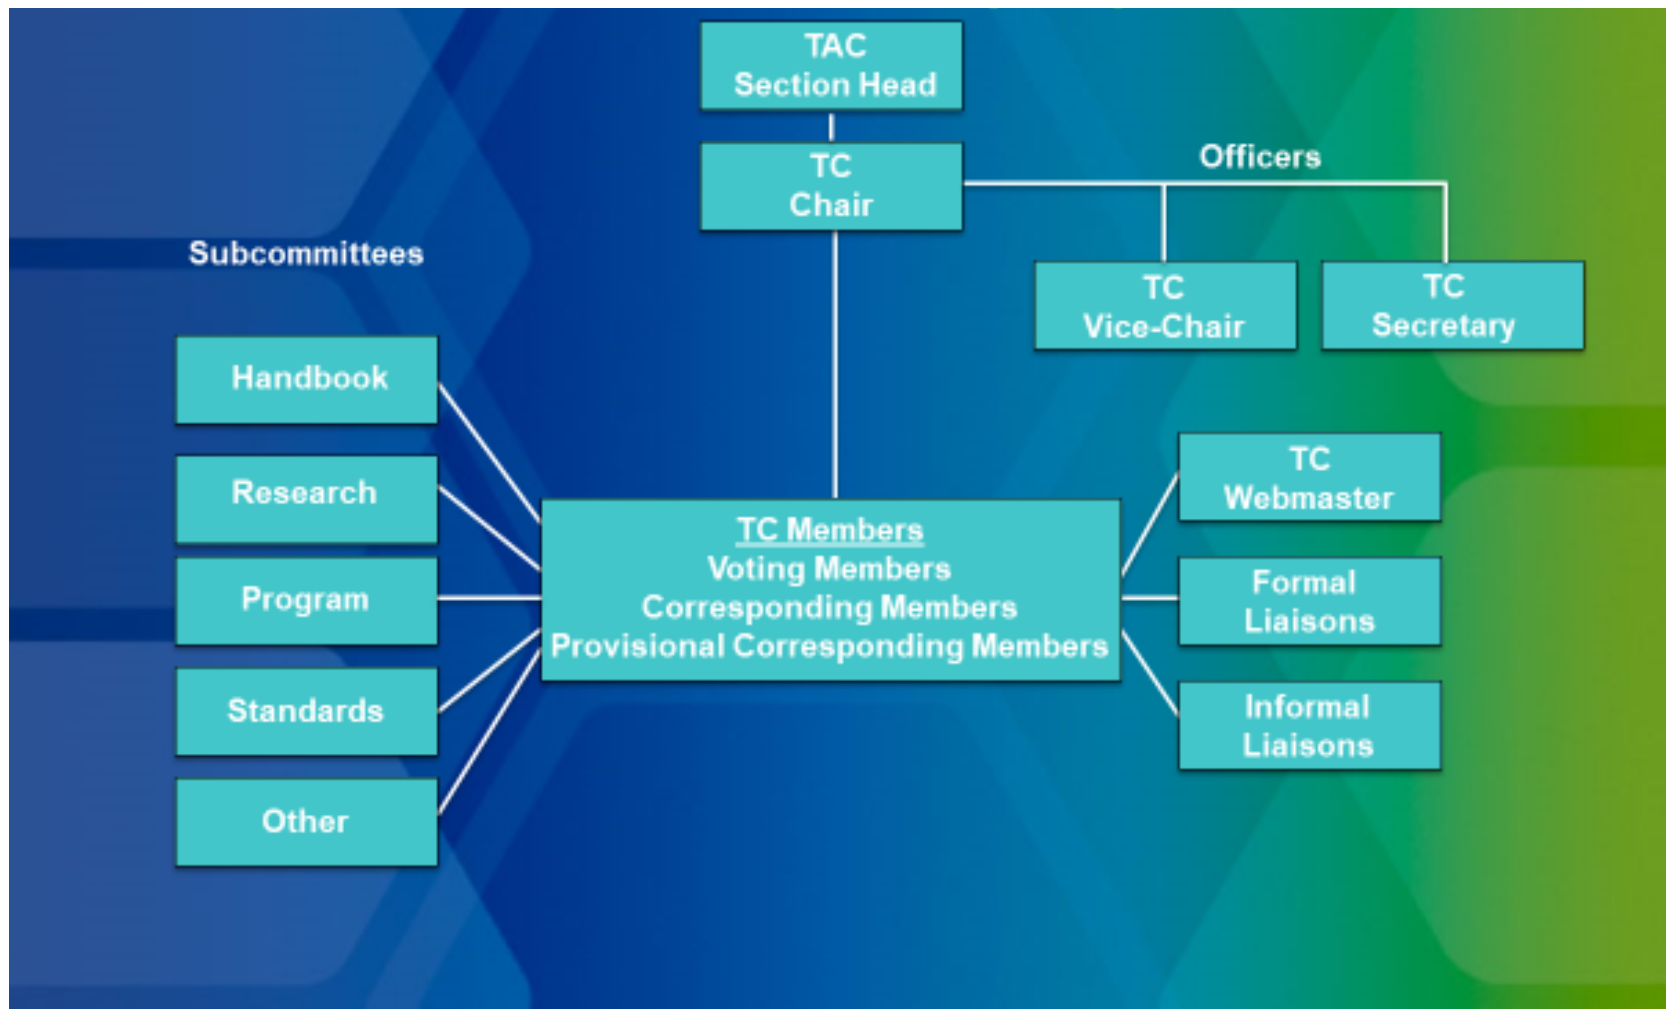 TAC
Section Head
TC
Chair
Officers
TC
Vice-Chair
TC
Secretary
Subcommittees
Handbook
Research
Program
Standards
Other
TC Members
Voting Members
Corresponding Members
Provisional Corresponding Members
TC
Webmaster
Formal
Liaisons
Informal
Liaisons